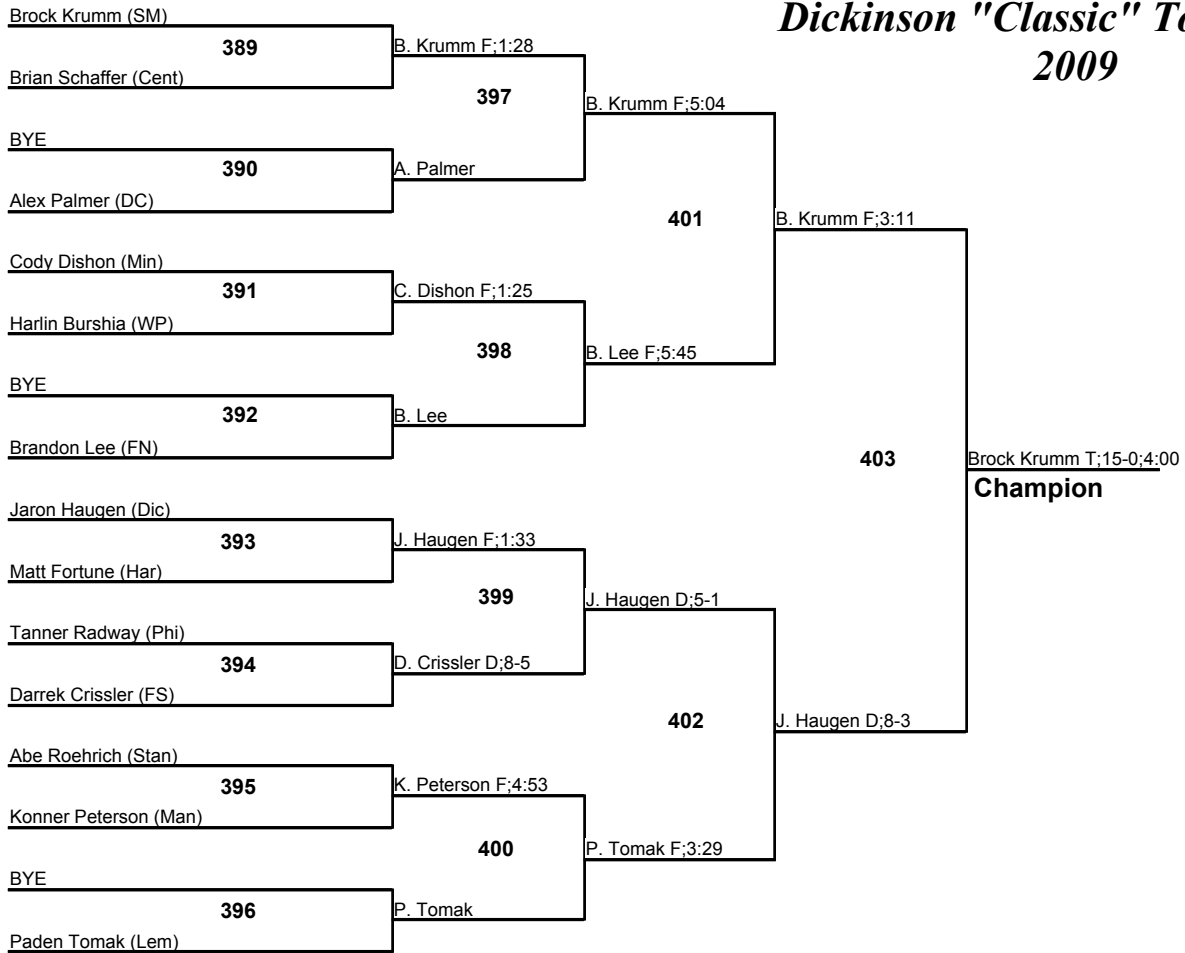 Dickinson "Classic" To
2009
Brock Krumm (SM)
389
Brian Schaffer (Cent)
B. Krumm F;1:28
397
BYE
390
Alex Palmer (DC)
A. Palmer
B. Krumm F;5:04
401
Cody Dishon (Min)
391
Harlin Burshia (WP)
C. Dishon F;1:25
398
BYE
392
Brandon Lee (FN)
B. Lee
B. Lee F;5:45
B. Krumm F;3:11
403
Brock Krumm T;15-0;4:00
Champion
Jaron Haugen (Dic)
393
Matt Fortune (Har)
J. Haugen F;1:33
399
Tanner Radway (Phi)
394
Darrek Crissler (FS)
D. Crissler D;8-5
J. Haugen D;5-1
402
J. Haugen D;8-3
Abe Roehrich (Stan)
395
Konner Peterson (Man)
K. Peterson F;4:53
400
BYE
396
Paden Tomak (Lem)
P. Tomak
P. Tomak F;3:29